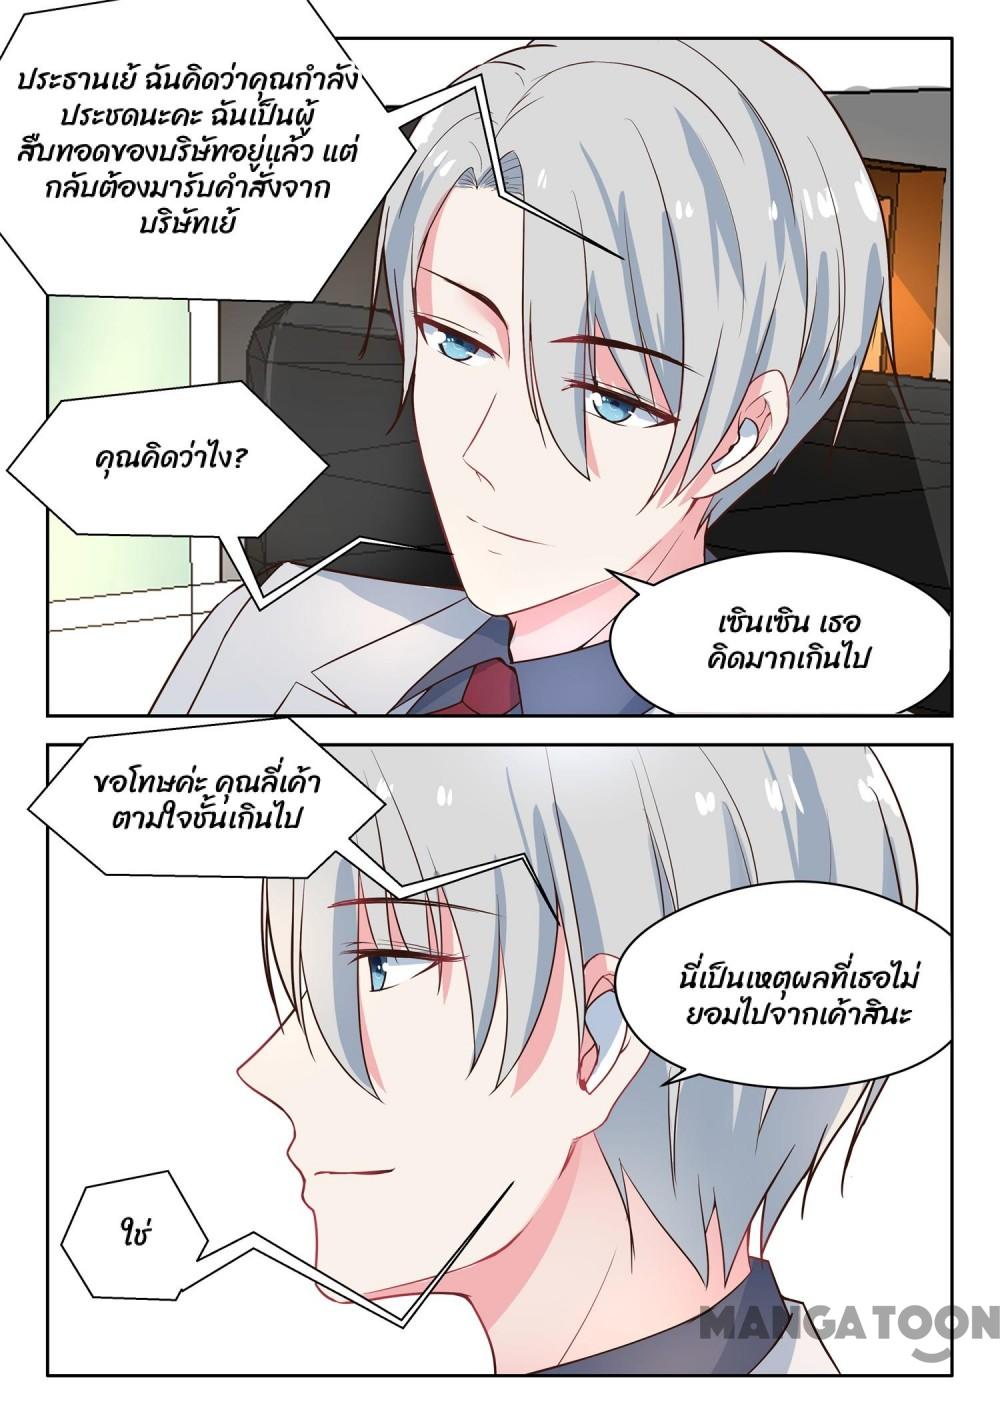 ประธานเย้ ฉันคิดว่าคุณกำลัง
ประชดนะคะ ฉันเป็นผู้
สืบทอดของบริษัทอยู่แล้ว แต่
กลับต้องมารับคำสั่งจาก
บริษัทเย้
คุณคิดว่าไง?
เซินเซิน เธอ
คิดมากเกินไป
ขอโทษค่ะ คุณลี่เค้า
ตามใจชั้นเกินไป
นี่เป็นเหตุผลที่เธอไม่
ยอมไปจากเค้าสินะ
ใช่
MANGATOON